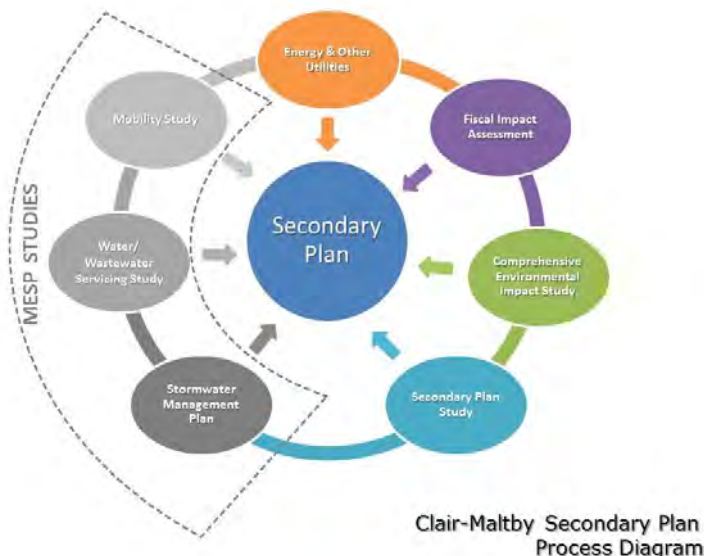 Energy & Other
Utilities
Mobility Study
Fiscal Impact
Assessment
MESP STUDIES
Secondary
Plan
Water/
Wastewater
Servicing Study
Comprehensive
Environmental
Impact Study
Stormwater
Management
Plan
Secondary Plan
Study
Clair-Maltby Secondary Plan
Process Diagram